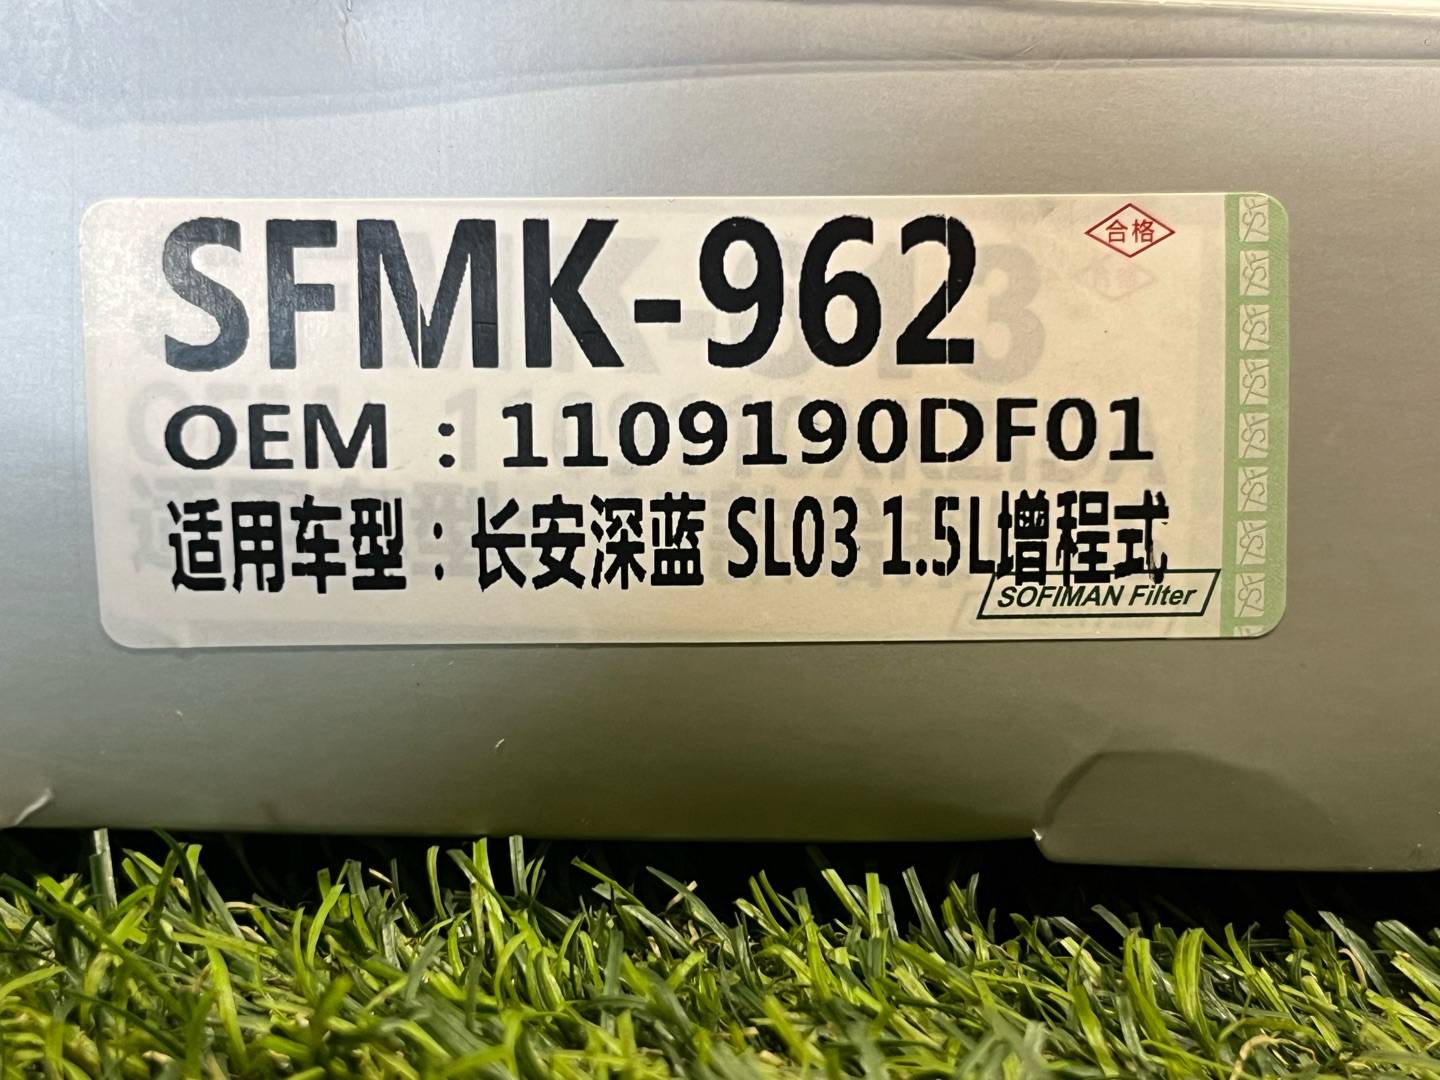 SFMK-962
合格
OEM：1109190DF01
适用车型：长安深蓝 SL03 1.5L增程式
SOFIMAN Filter